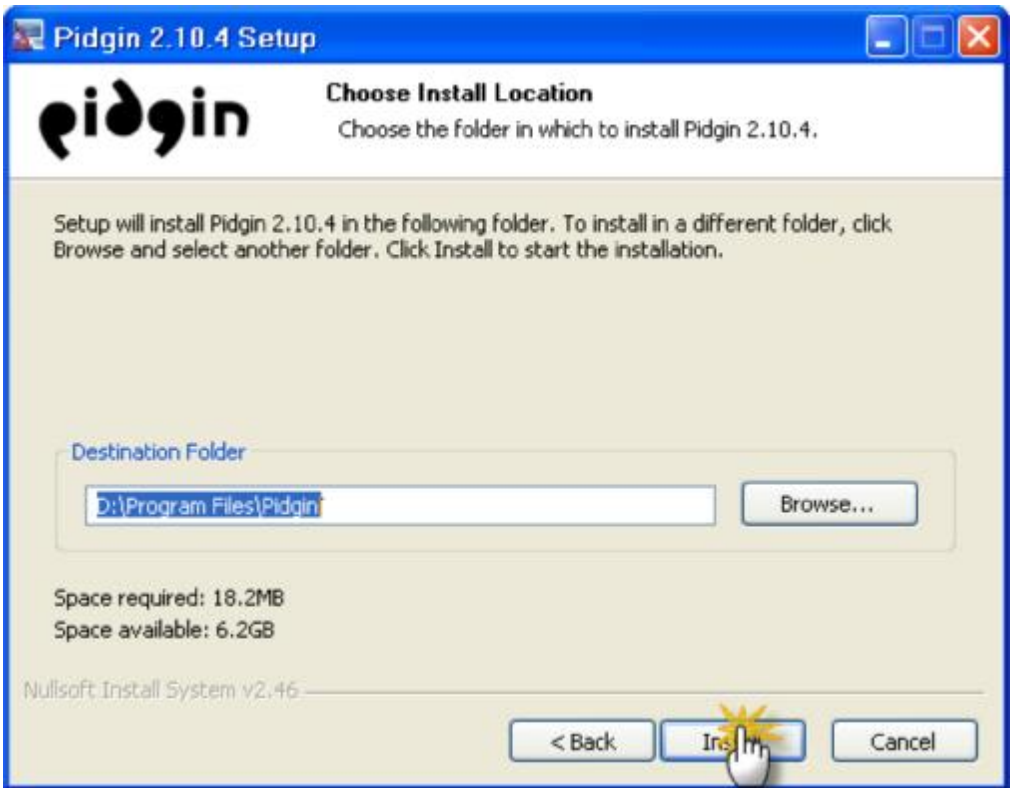 Pidgin 2.10.4 Setup
pidgin
Choose Install Location
Choose the folder in which to install Pidgin 2.10.4.
Setup will install Pidgin 2.10.4 in the following folder. To install in a different folder, click
Browse and select another folder. Click Install to start the installation.
Destination Folder
D:\Program Files\Pidgin
Browse...
Space required: 18.2MB
Space available: 6.2GB
Nullsoft Install System v2.46
< Back
Cancel